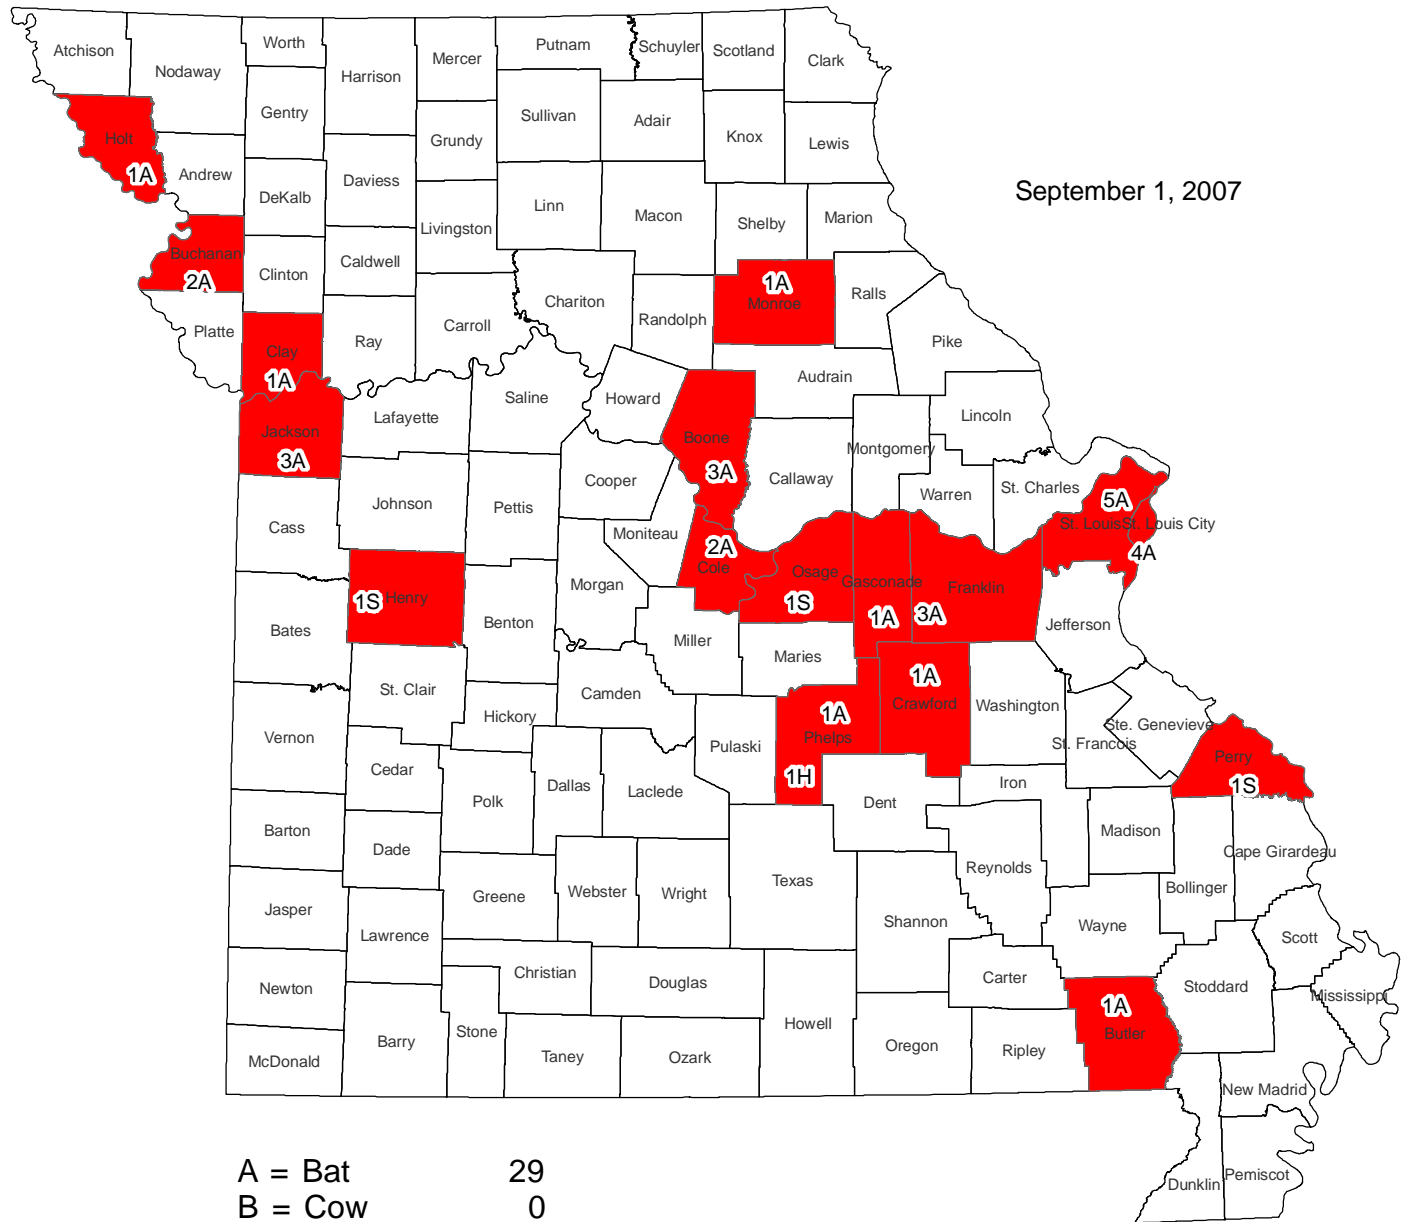 Atchison
Nodaway
Worth
Harrison
Mercer
Putnam
Schuyler
Scotland
Clark
Gentry
Sullivan
Adair
Knox
Lewis
Holt
1A
Andrew
DeKalb
Daviess
Grundy
Livingston
Linn
Macon
Shelby
Marion
September 1, 2007
Buchanan
2A
Clinton
Caldwell
Chariton
Randolph
1A
Monroe
Ralls
Platte
Clay
1A
Ray
Carroll
Pike
Audrain
Jackson
3A
Lafayette
Saline
Howard
Boone
3A
Callaway
Montgomery
Lincoln
Warren
St. Charles
5A
St. Louis
St. Louis City
4A
Cass
Johnson
Pettis
Cooper
Moniteau
2A
Cole
Osage
1S
Gasconade
1A
Franklin
3A
Jefferson
Bates
1S
Henry
Benton
Morgan
Miller
Maries
1A
Crawford
Washington
St. Clair
Hickory
Camden
Pulaski
1A
Phelps
1H
Ste. Genevieve
St. Francois
Perry
1S
Vernon
Cedar
Polk
Dallas
Laclede
Dent
Iron
Madison
Cape Girardeau
Barton
Dade
Greene
Webster
Wright
Texas
Reynolds
Bollinger
Jasper
Lawrence
Shannon
Wayne
Scott
Newton
Christian
Douglas
Carter
Stoddard
Mississippi
McDonald
Barry
Stone
Taney
Ozark
Howell
Oregon
Ripley
1A
Butler
New Madrid
Dunklin
Pemiscot
A = Bat 29
B = Cow 0